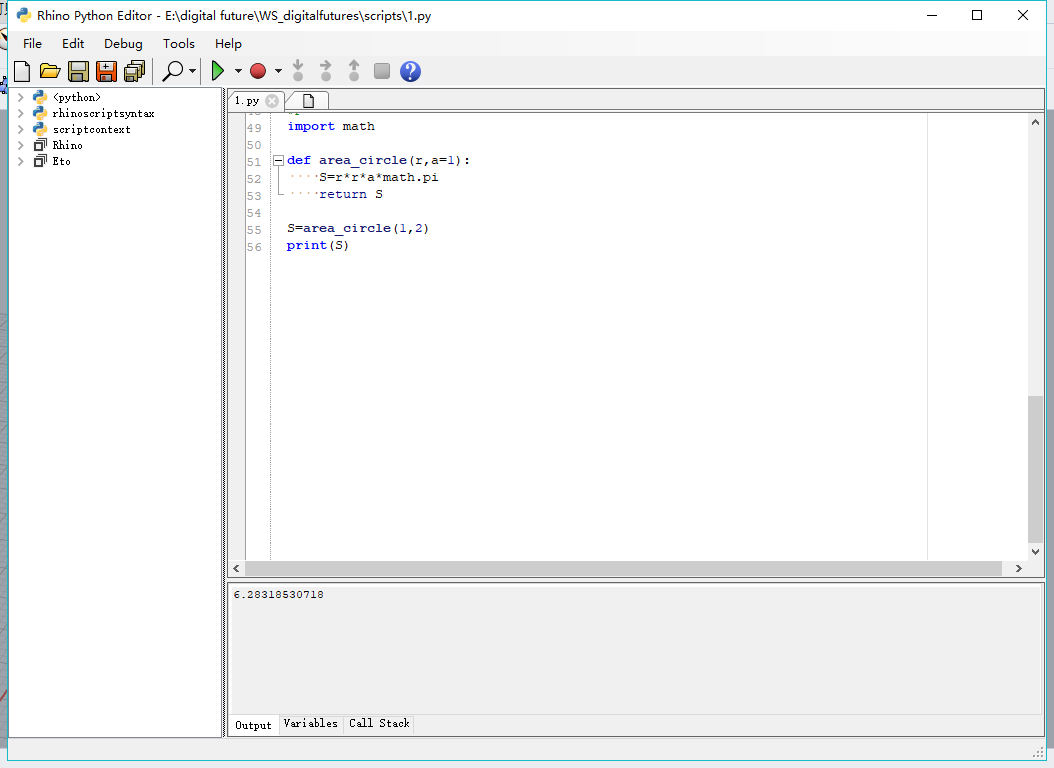 Rhino Python Editor - E:\digital future\WS_digitalfutures\scripts\1.py
File Edit Debug Tools Help
<python>
rhinoscriptsyntax
scriptcontext
Rhino
Eto
1.py
49 import math
50
51 def area_circle(r,a=1):
52 ····S=r*r*a*math.pi
53 ····return S
54
55 S=area_circle(1,2)
56 print(S)
6.28318530718
Output Variables Call Stack